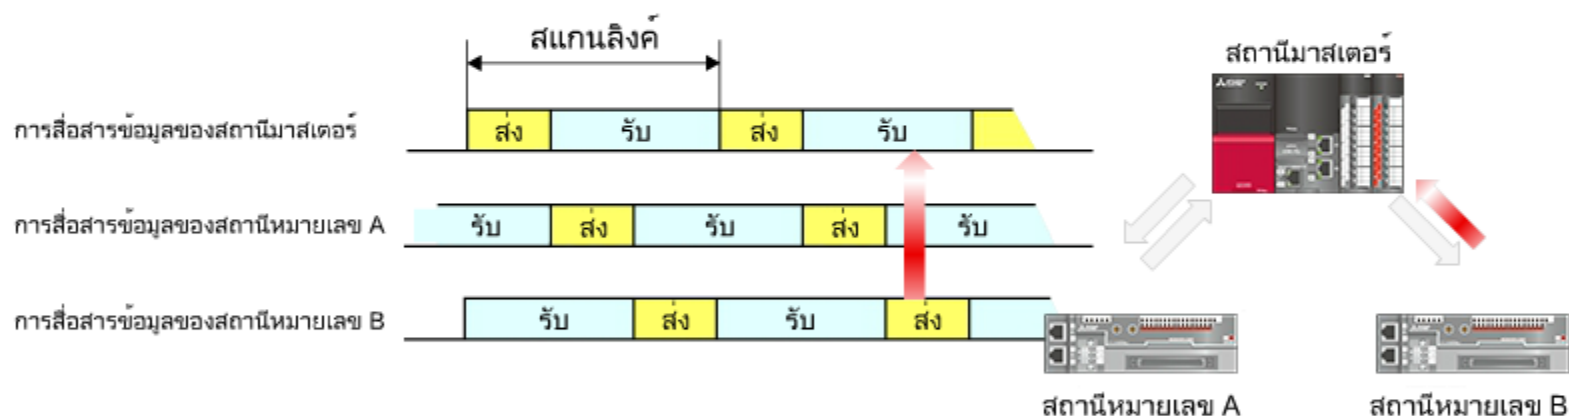 สแกนลิงค์
สถานีมาสเตอร์
การสื่อสารข้อมูลของสถานีมาสเตอร์
ส่ง รับ ส่ง รับ
การสื่อสารข้อมูลของสถานีหมายเลข A
รับ ส่ง รับ ส่ง รับ
การสื่อสารข้อมูลของสถานีหมายเลข B
รับ ส่ง รับ ส่ง
สถานีหมายเลข A
สถานีหมายเลข B